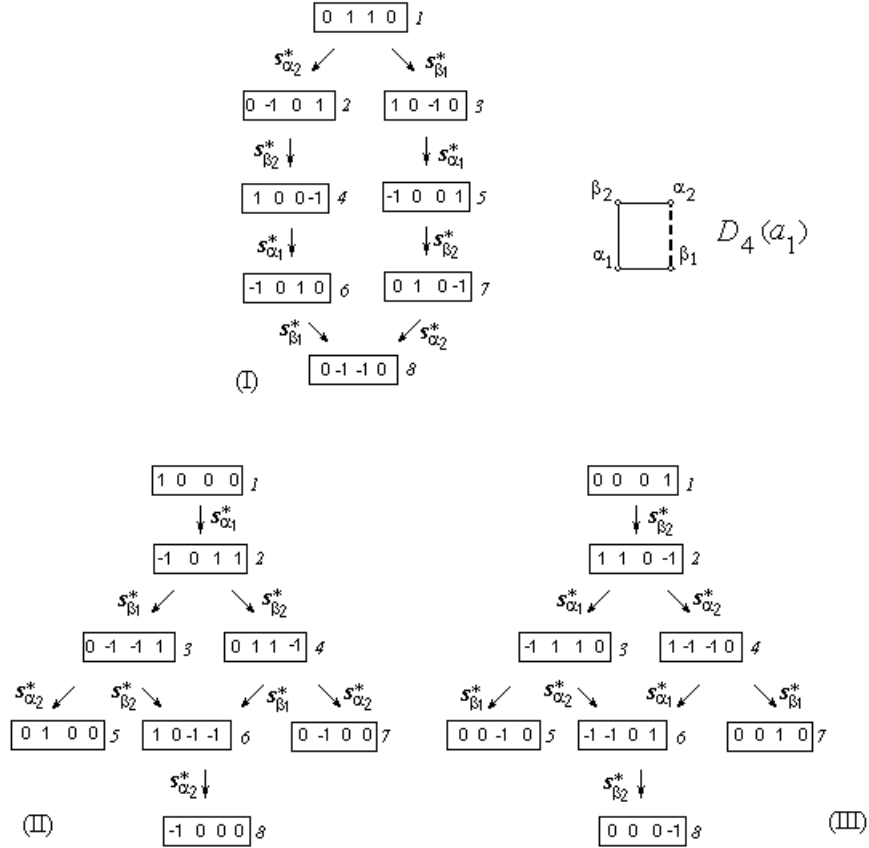 0 1 1 0 1
s*α2 s*β1
0 -1 0 1 2 1 0 -1 0 3
s*β2 s*α1
1 0 0 -1 4 -1 0 0 1 5
β2 α2
D4(a1)
α1 β1
s*α1 s*β2
-1 0 1 0 6 0 1 0 -1 7
s*β1 s*α2
0 -1 -1 0 8
(I)
1 0 0 0 1 0 0 0 1 1
s*α1 s*β2
-1 0 1 1 2 1 1 0 -1 2
s*β1 s*β2 s*α1 s*α2
0 -1 -1 1 3 0 1 1 -1 4 -1 1 1 0 3 1 -1 -1 0 4
s*α2 s*β2 s*β1 s*α2 s*β1 s*α2 s*α1 s*β1
0 1 0 0 5 1 0 -1 -1 6 0 -1 0 0 7 0 0 -1 0 5 -1 -1 0 1 6 0 0 1 0 7
s*α2 s*β2
(II) -1 0 0 0 8 0 0 0 -1 8 (III)